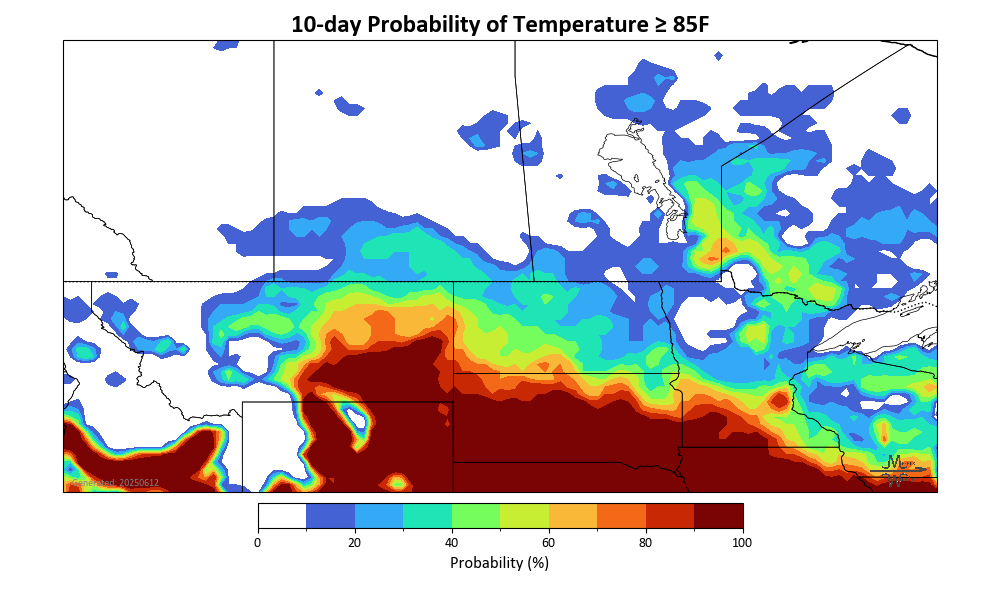 10-day Probability of Temperature ≥ 85F
Generated: 20250612
0 20 40 60 80 100
Probability (%)